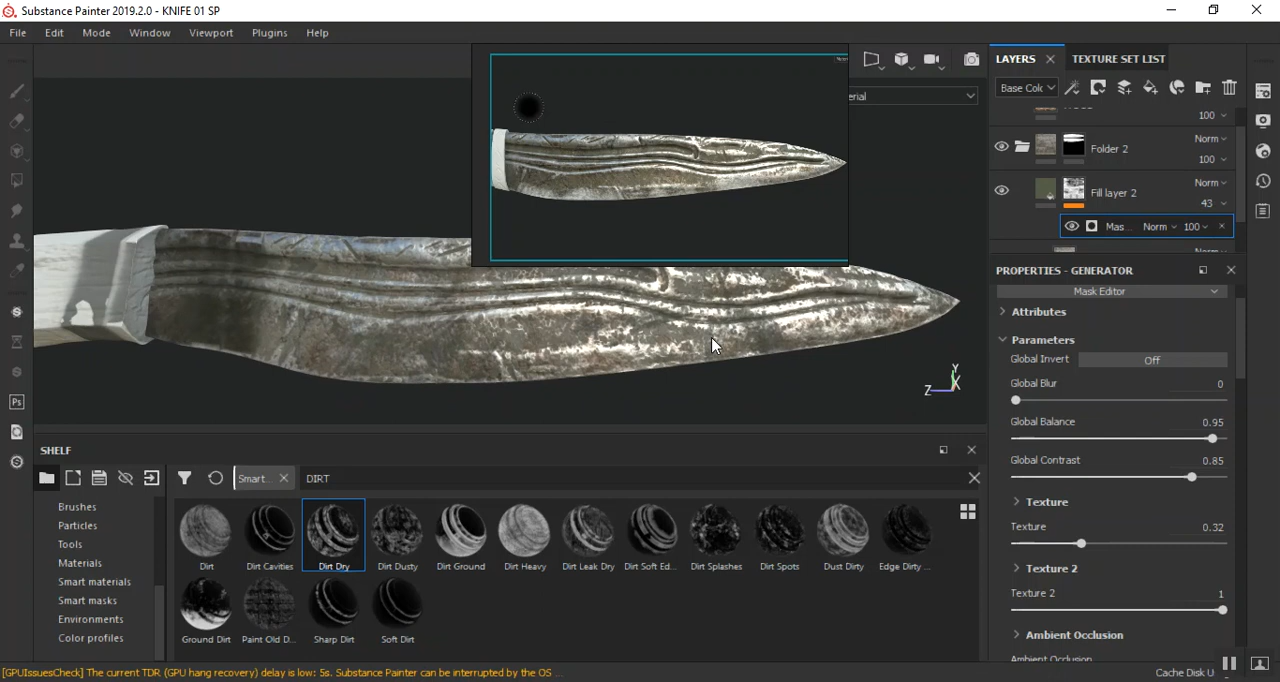 Substance Painter 2019.2.0 - KNIFE 01 SP
File Edit Mode Window Viewport Plugins Help
erial
LAYERS TEXTURE SET LIST
Base Col
100
Folder 2
Norm
100
Fill layer 2
Norm
43
Mas... Norm 100
PROPERTIES - GENERATOR
Mask Editor
Attributes
Parameters
Global Invert Off
Global Blur 0
Global Balance 0.95
Global Contrast 0.85
Texture
Texture 0.32
Texture 2
Texture 2 1
Ambient Occlusion
Ambient Occlusion
Y
Z X
Ps
SHELF
Smart... DIRT
Brushes
Particles
Tools
Materials
Smart materials
Smart masks
Environments
Color profiles
Dirt Dirt Cavities Dirt Dry Dirt Dusty Dirt Ground Dirt Heavy Dirt Leak Dry Dirt Soft Ed... Dirt Splashes Dirt Spots Dust Dirty Edge Dirty ...
Ground Dirt Paint Old D... Sharp Dirt Soft Dirt
[GPUIssuesCheck] The current TDR (GPU hang recovery) delay is low: 5s. Substance Painter can be interrupted by the OS ...
Cache Disk U